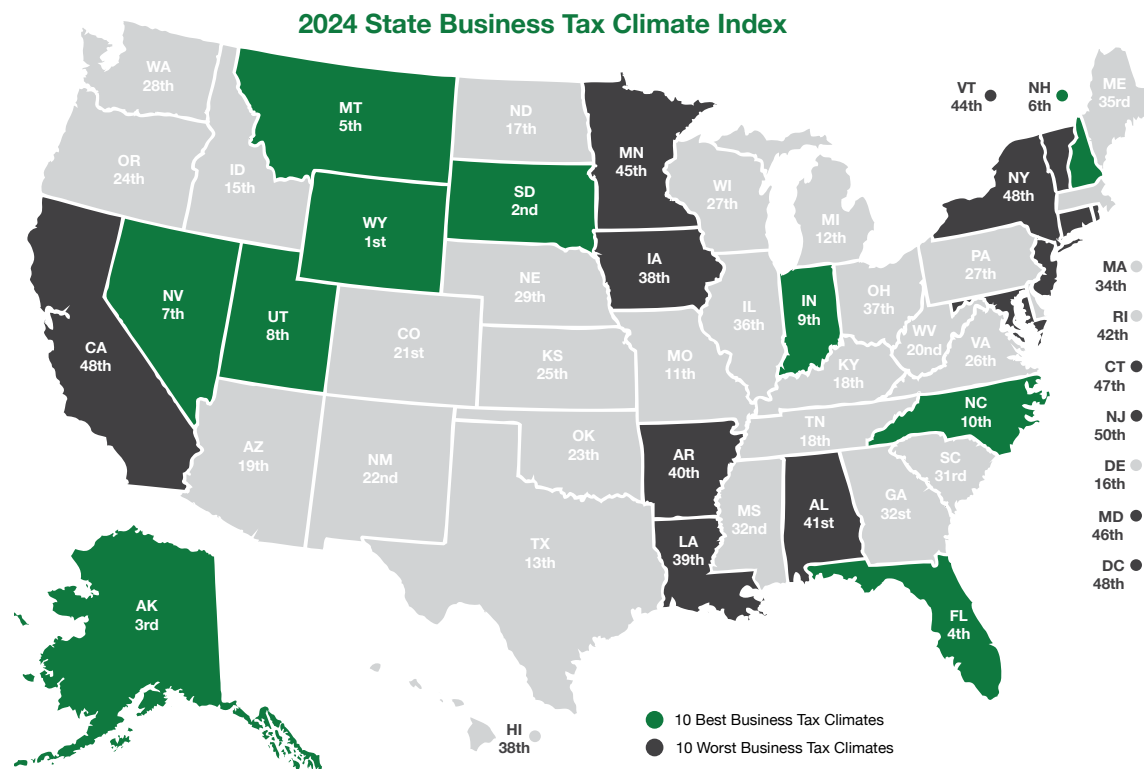 2024 State Business Tax Climate Index
WA
28th
MT
5th
ND
17th
MN
45th
VT
44th
NH
6th
ME
35rd
OR
24th
ID
15th
SD
2nd
WI
27th
MI
12th
NY
48th
WY
1st
IA
38th
NE
29th
PA
27th
MA
34th
NV
7th
UT
8th
CO
21st
IL
36th
IN
9th
OH
37th
WV
20nd
VA
26th
RI
42th
CA
48th
KS
25th
MO
11th
KY
18th
CT
47th
NC
10th
NJ
50th
AZ
19th
NM
22nd
OK
23th
AR
40th
TN
18th
SC
31rd
DE
16th
MS
32nd
AL
41st
GA
32st
MD
46th
TX
13th
LA
39th
DC
48th
AK
3rd
FL
4th
HI
38th
10 Best Business Tax Climates
10 Worst Business Tax Climates